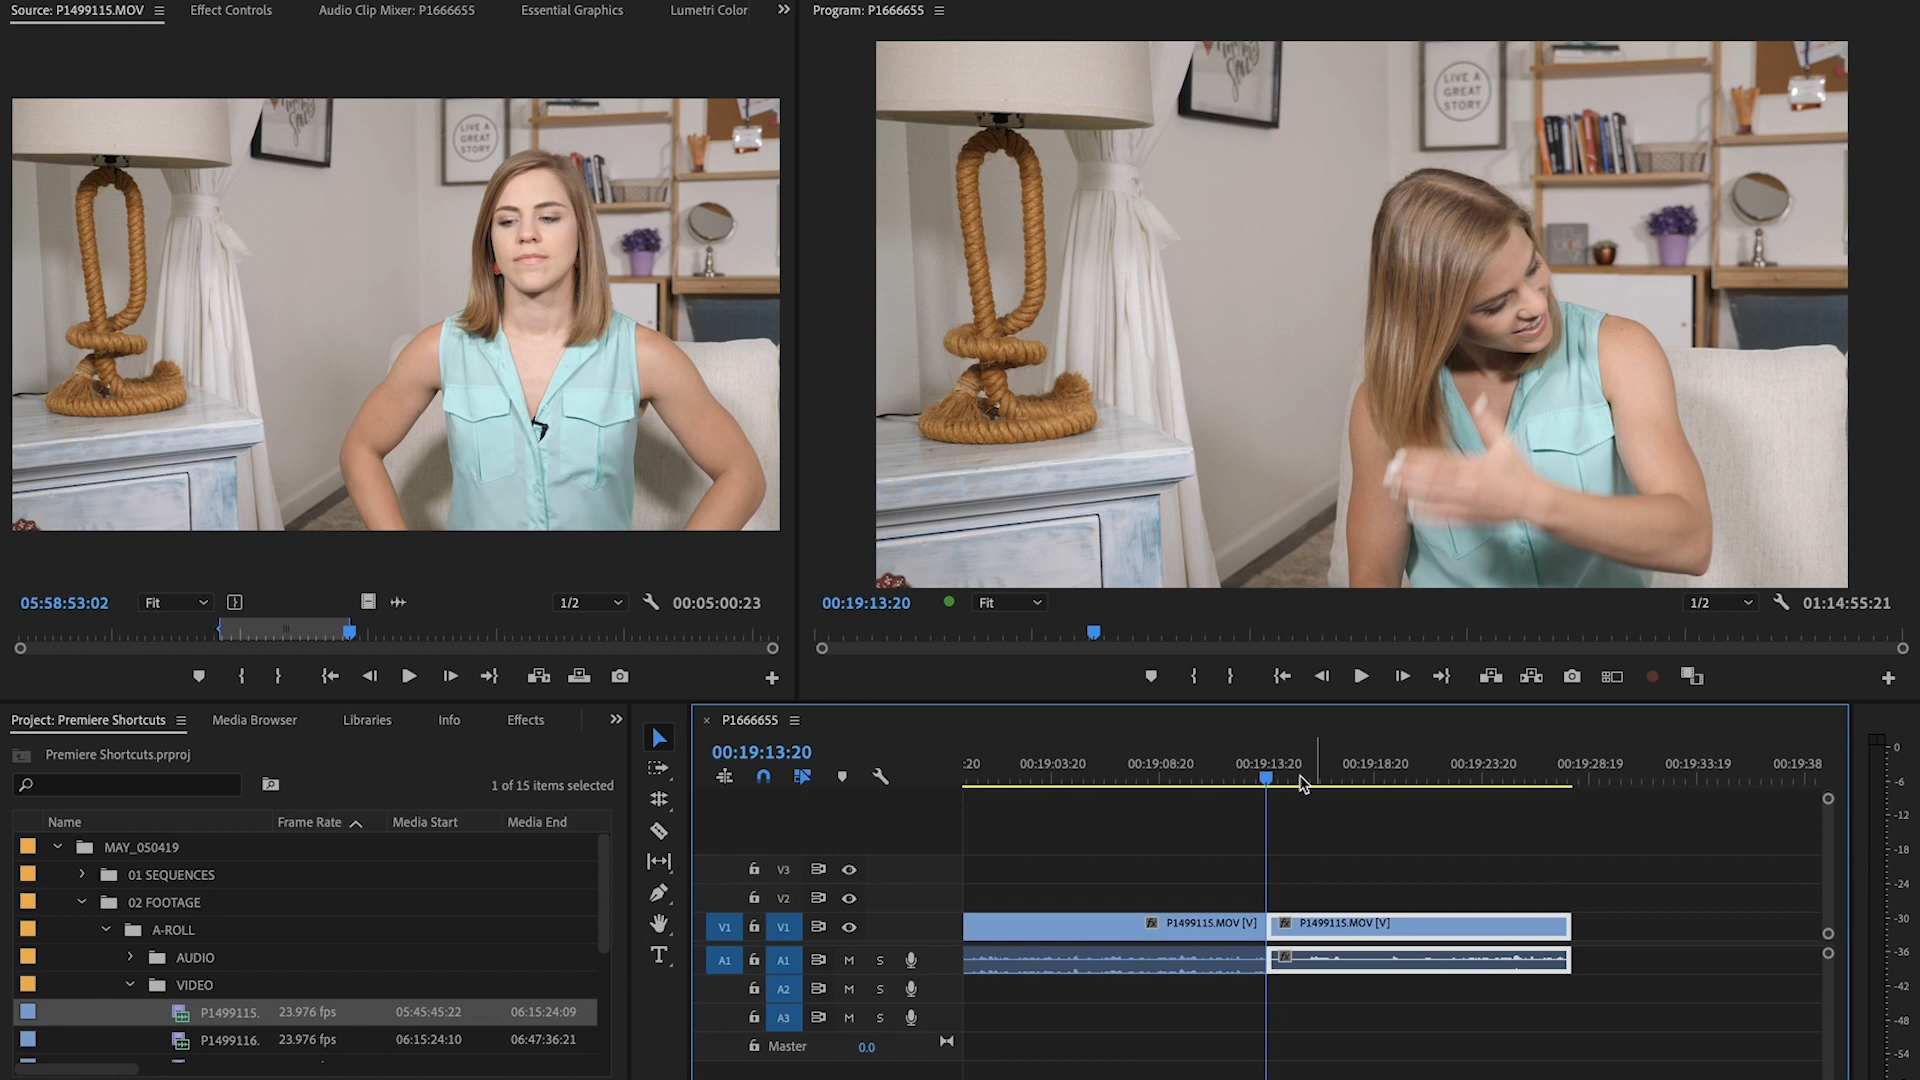 Source: P1499115.MOV
Effect Controls
Audio Clip Mixer: P1666655
Essential Graphics
Lumetri Color
Program: P1666655
LIVE A
GREAT
STORY
LIVE A
GREAT
STORY
05:58:53:02
Fit
1/2
00:05:00:23
00:19:13:20
Fit
1/2
01:14:55:21
Project: Premiere Shortcuts
Media Browser
Libraries
Info
Effects
Premiere Shortcuts.prproj
1 of 15 items selected
Name
Frame Rate
Media Start
Media End
MAY_050419
01 SEQUENCES
02 FOOTAGE
A-ROLL
AUDIO
VIDEO
P1499115.
23.976 fps
05:45:45:22
06:15:24:09
P1499116.
23.976 fps
06:15:24:10
06:47:36:21
P1666655
00:19:13:20
:20
00:19:03:20
00:19:08:20
00:19:13:20
00:19:18:20
00:19:23:20
00:19:28:19
00:19:33:19
00:19:38
V3
V2
V1
V1
fx P1499115.MOV [V]
fx P1499115.MOV [V]
A1
A1
M
S
fx
A2
M
S
A3
M
S
Master
0.0
0
-6
-12
-18
-24
-30
-36
-42
-48
-54